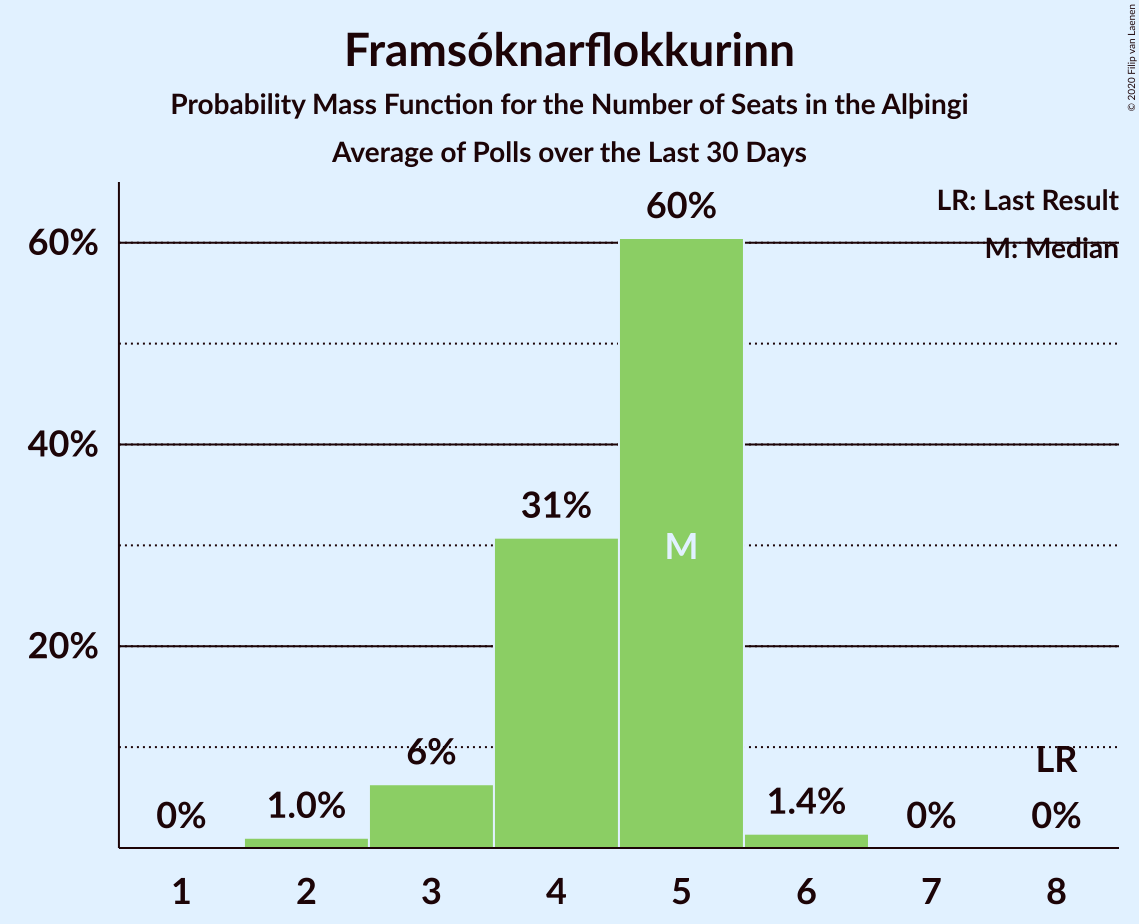 Framsóknarflokkurinn
Probability Mass Function for the Number of Seats in the Alþingi
Average of Polls over the Last 30 Days
© 2020 Filip van Laenen
LR: Last Result
M: Median
60%
40%
20%
0%
1.0%
6%
31%
60%
M
1.4%
0%
LR
0%
1 2 3 4 5 6 7 8